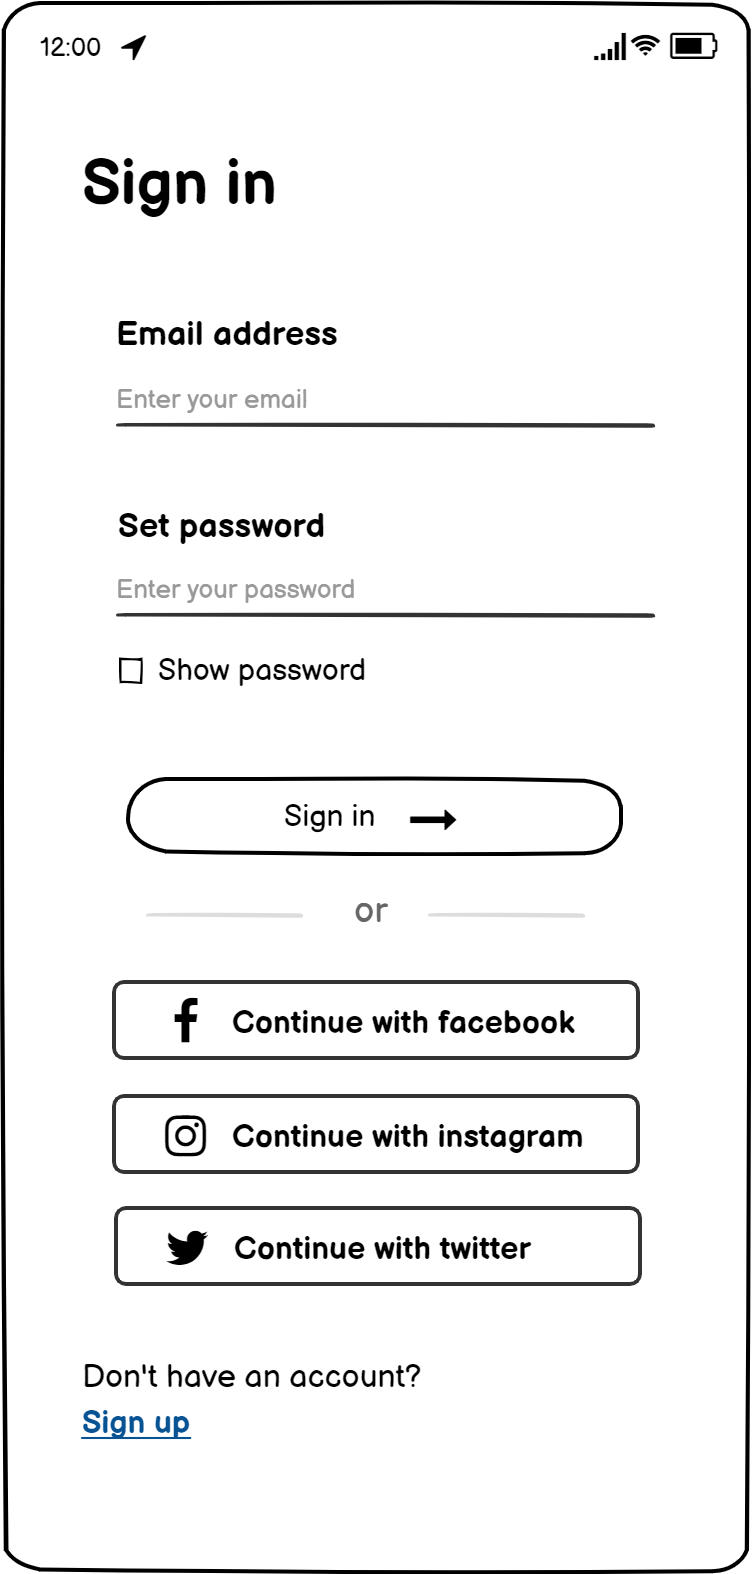 12:00
Sign in
Email address
Enter your email
Set password
Enter your password
Show password
Sign in
or
Continue with facebook
Continue with instagram
Continue with twitter
Don't have an account?
Sign up